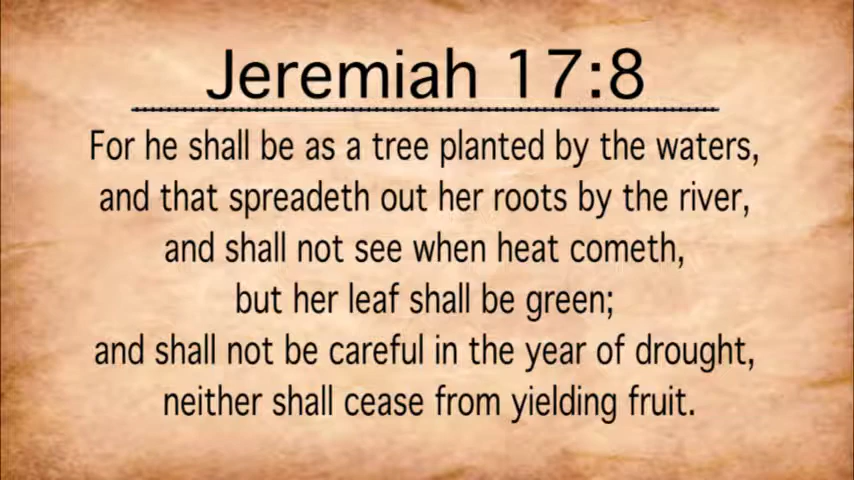 Jeremiah 17:8
For he shall be as a tree planted by the waters,
and that spreadeth out her roots by the river,
and shall not see when heat cometh,
but her leaf shall be green;
and shall not be careful in the year of drought,
neither shall cease from yielding fruit.